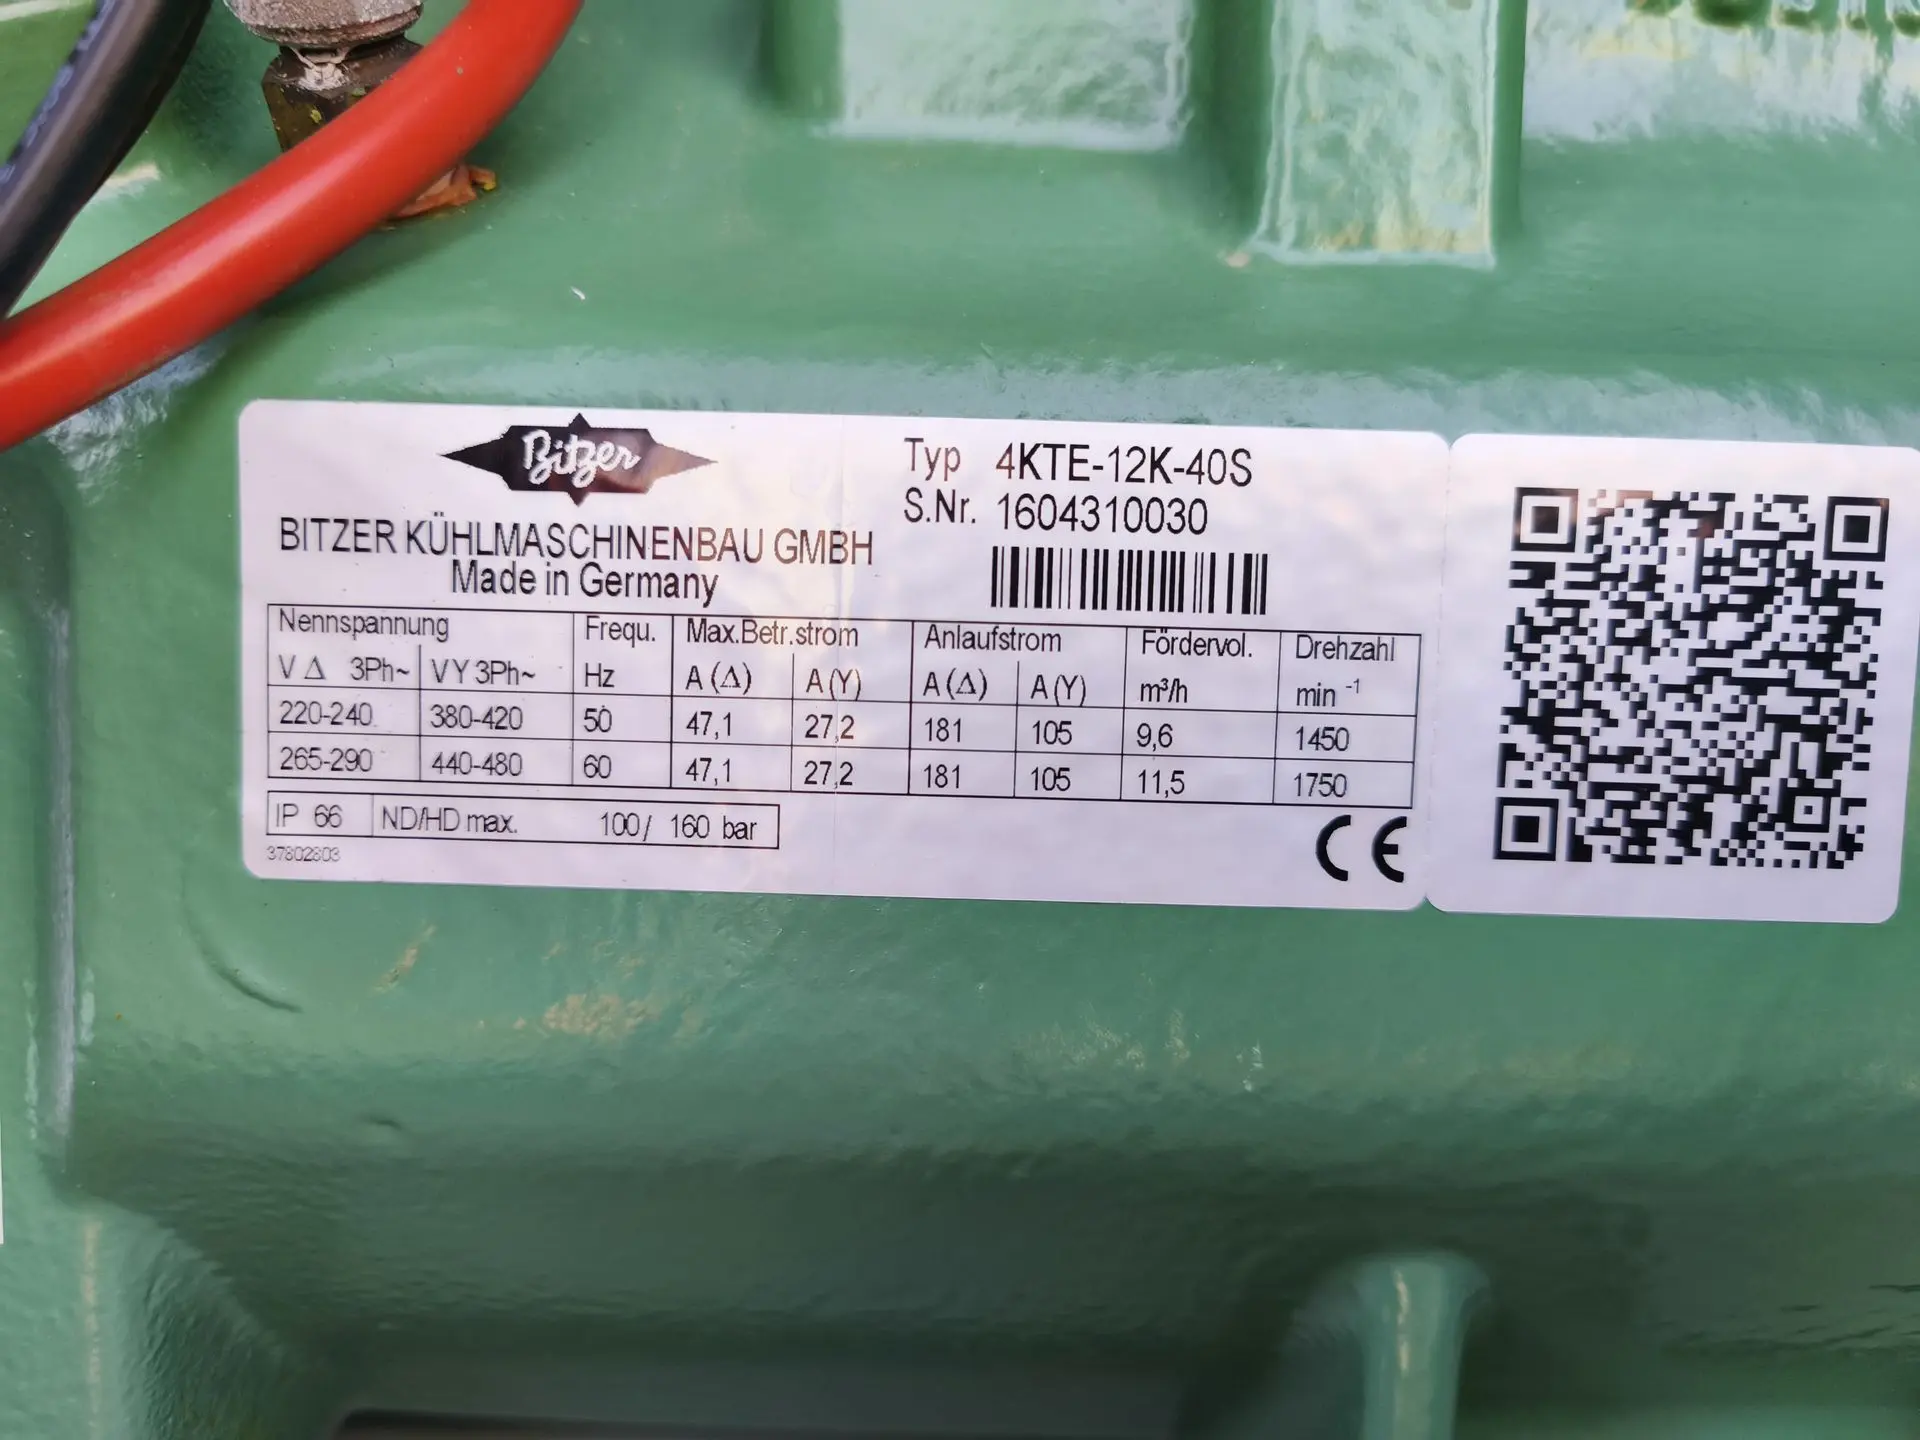 Bitzer
BITZER KÜHLMASCHINENBAU GMBH
Made in Germany
Typ 4KTE-12K-40S
S.Nr. 1604310030
Nennspannung Frequ. Max.Betr.strom Anlaufstrom Fördervol. Drehzahl
V Δ 3Ph~ V Y 3Ph~ Hz A (Δ) A (Y) A (Δ) A (Y) m³/h min ⁻¹
220-240 380-420 50 47,1 27,2 181 105 9,6 1450
265-290 440-480 60 47,1 27,2 181 105 11,5 1750
IP 66 ND/HD max. 100/ 160 bar
37802803
CE